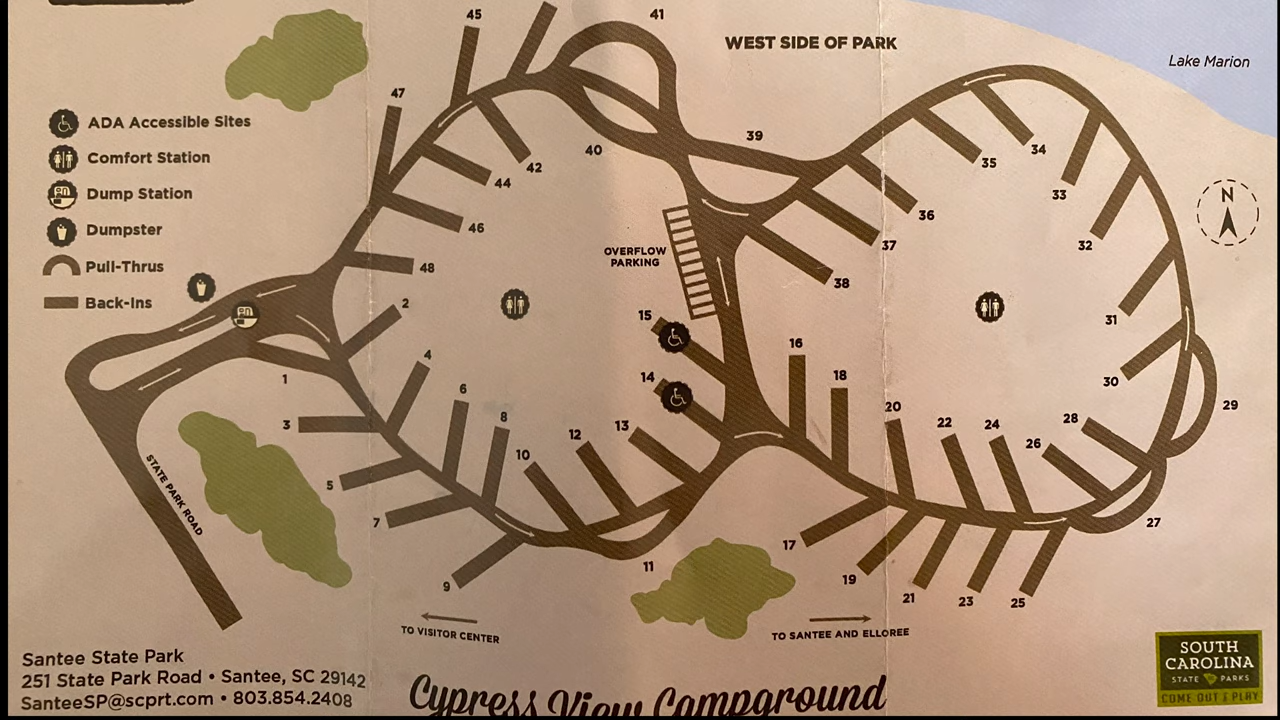 45
41
WEST SIDE OF PARK
Lake Marion
47
ADA Accessible Sites
Comfort Station
Dump Station
Dumpster
Pull-Thrus
Back-Ins
39
40
42
44
46
48
34
35
33
36
32
37
38
31
30
29
N
OVERFLOW
PARKING
15
14
2
4
6
8
10
12
13
1
3
5
7
9
11
16
18
20
22
24
26
28
27
17
19
21
23
25
STATE PARK ROAD
TO VISITOR CENTER
TO SANTEE AND ELLOREE
Santee State Park
251 State Park Road • Santee, SC 29142
SanteeSP@scprt.com • 803.854.2408
Cypress View Campground
SOUTH
CAROLINA
STATE PARKS
COME OUT & PLAY